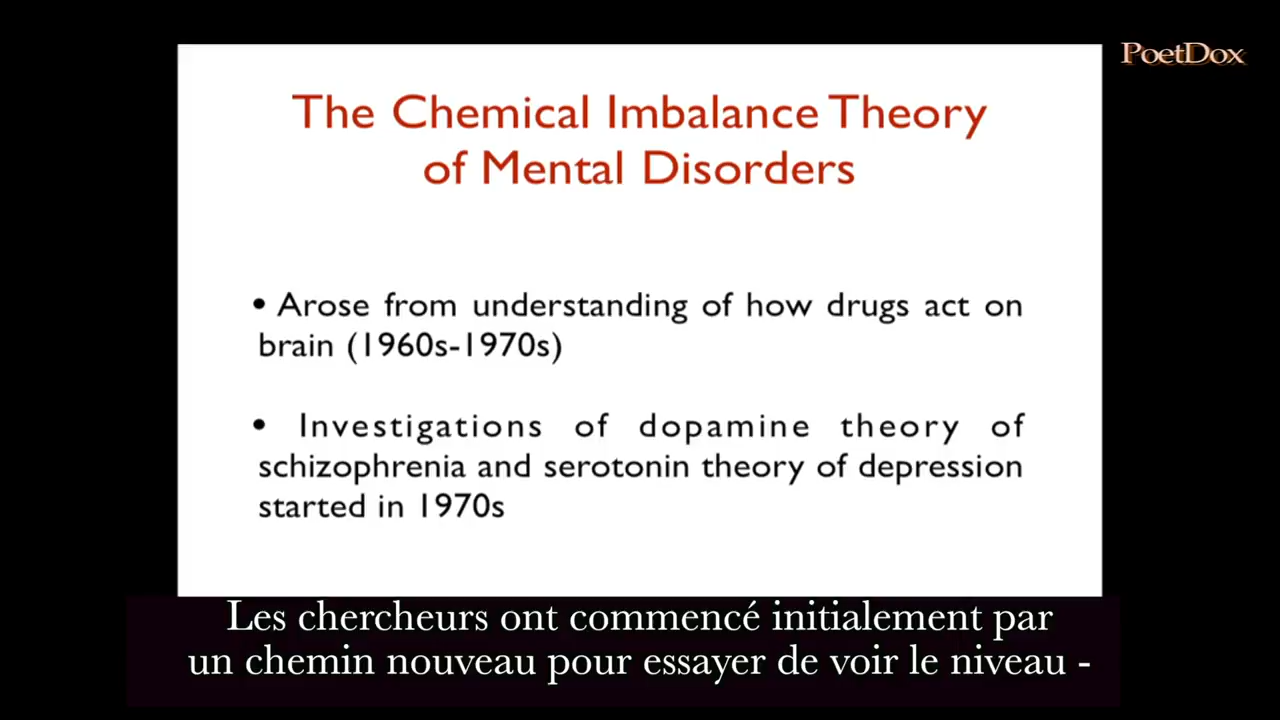 PoetDox
The Chemical Imbalance Theory
of Mental Disorders
• Arose from understanding of how drugs act on
brain (1960s-1970s)
• Investigations of dopamine theory of
schizophrenia and serotonin theory of depression
started in 1970s
Les chercheurs ont commencé initialement par
un chemin nouveau pour essayer de voir le niveau -